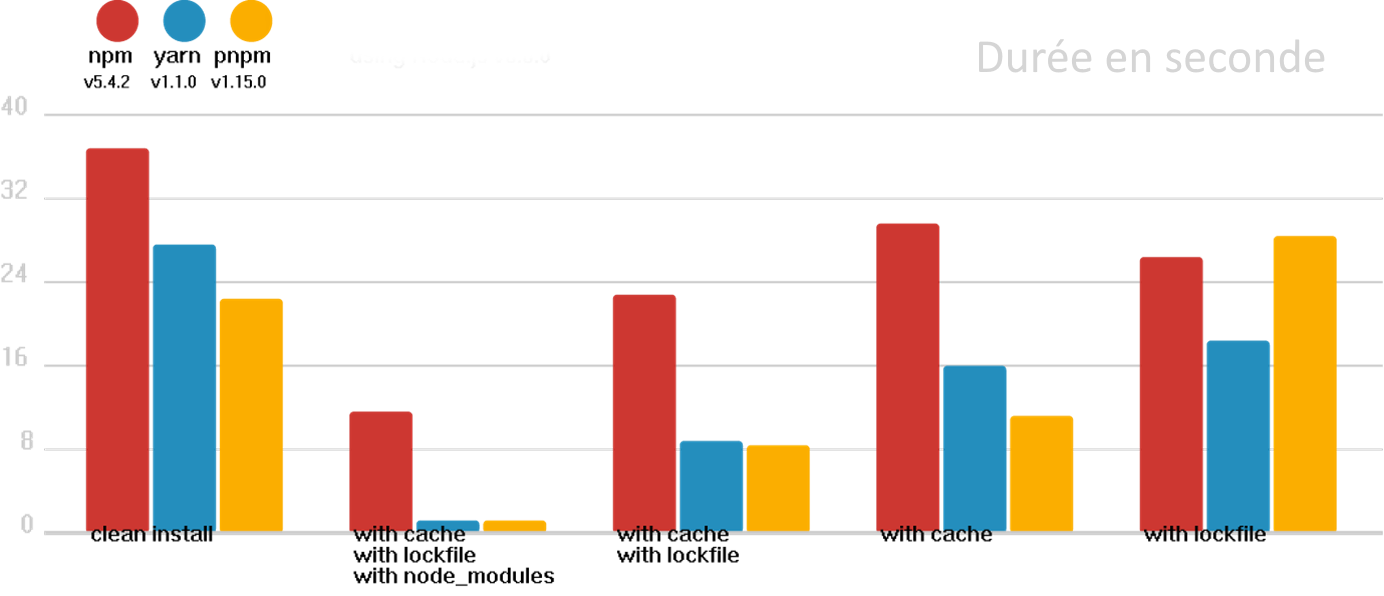 npm yarn pnpm
v5.4.2 v1.1.0 v1.15.0
Durée en seconde
40
32
24
16
8
0
clean install
with cache
with lockfile
with node_modules
with cache
with lockfile
with cache
with lockfile